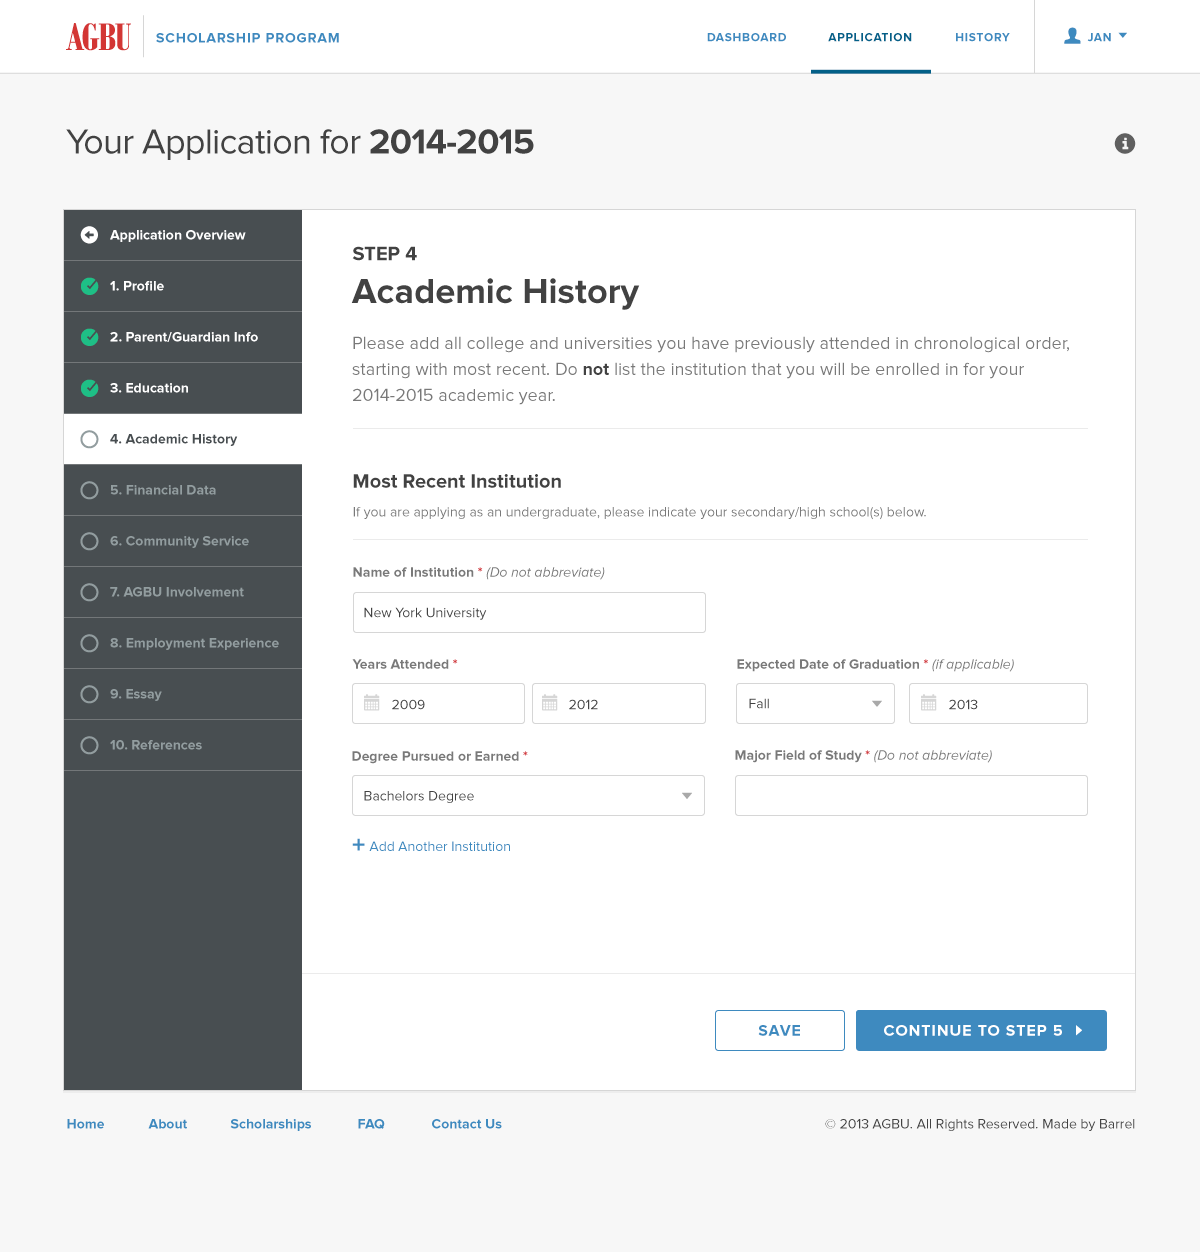 AGBU
SCHOLARSHIP PROGRAM
DASHBOARD
APPLICATION
HISTORY
JAN
Your Application for 2014-2015
Application Overview
1. Profile
2. Parent/Guardian Info
3. Education
4. Academic History
5. Financial Data
6. Community Service
7. AGBU Involvement
8. Employment Experience
9. Essay
10. References
STEP 4
Academic History
Please add all college and universities you have previously attended in chronological order,
starting with most recent. Do not list the institution that you will be enrolled in for your
2014-2015 academic year.
Most Recent Institution
If you are applying as an undergraduate, please indicate your secondary/high school(s) below.
Name of Institution * (Do not abbreviate)
New York University
Years Attended *
2009
2012
Expected Date of Graduation * (if applicable)
Fall
2013
Degree Pursued or Earned *
Bachelors Degree
Major Field of Study * (Do not abbreviate)
+ Add Another Institution
SAVE
CONTINUE TO STEP 5
Home
About
Scholarships
FAQ
Contact Us
© 2013 AGBU. All Rights Reserved. Made by Barrel